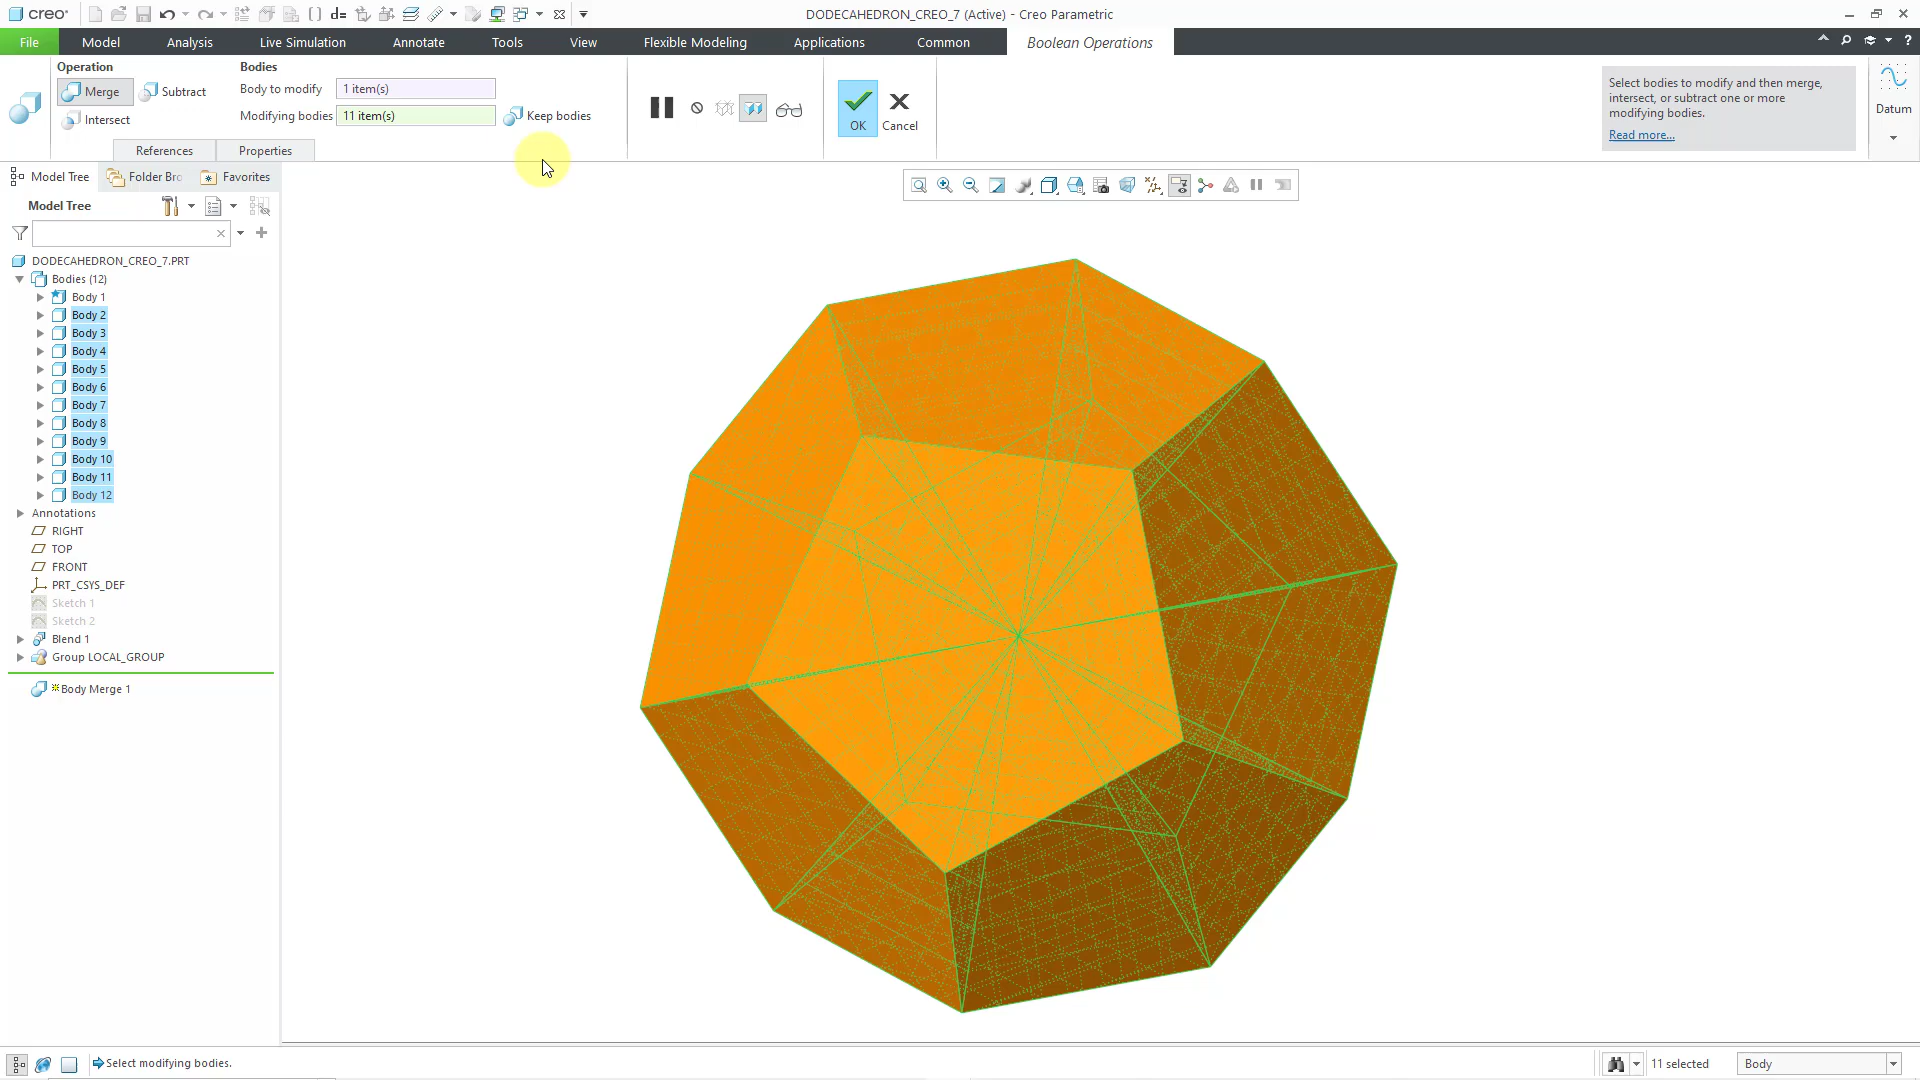 creo
DODECAHEDRON_CREO_7 (Active) - Creo Parametric
File
Model
Analysis
Live Simulation
Annotate
Tools
View
Flexible Modeling
Applications
Common
Boolean Operations
Operation
Merge
Subtract
Intersect
Bodies
Body to modify
1 item(s)
Modifying bodies
11 item(s)
Keep bodies
OK
Cancel
Select bodies to modify and then merge,
intersect, or subtract one or more
modifying bodies.
Read more...
Datum
References
Properties
Model Tree
Folder Bro
Favorites
Model Tree
DODECAHEDRON_CREO_7.PRT
Bodies (12)
Body 1
Body 2
Body 3
Body 4
Body 5
Body 6
Body 7
Body 8
Body 9
Body 10
Body 11
Body 12
Annotations
RIGHT
TOP
FRONT
PRT_CSYS_DEF
Sketch 1
Sketch 2
Blend 1
Group LOCAL_GROUP
Body Merge 1
Select modifying bodies.
11 selected
Body